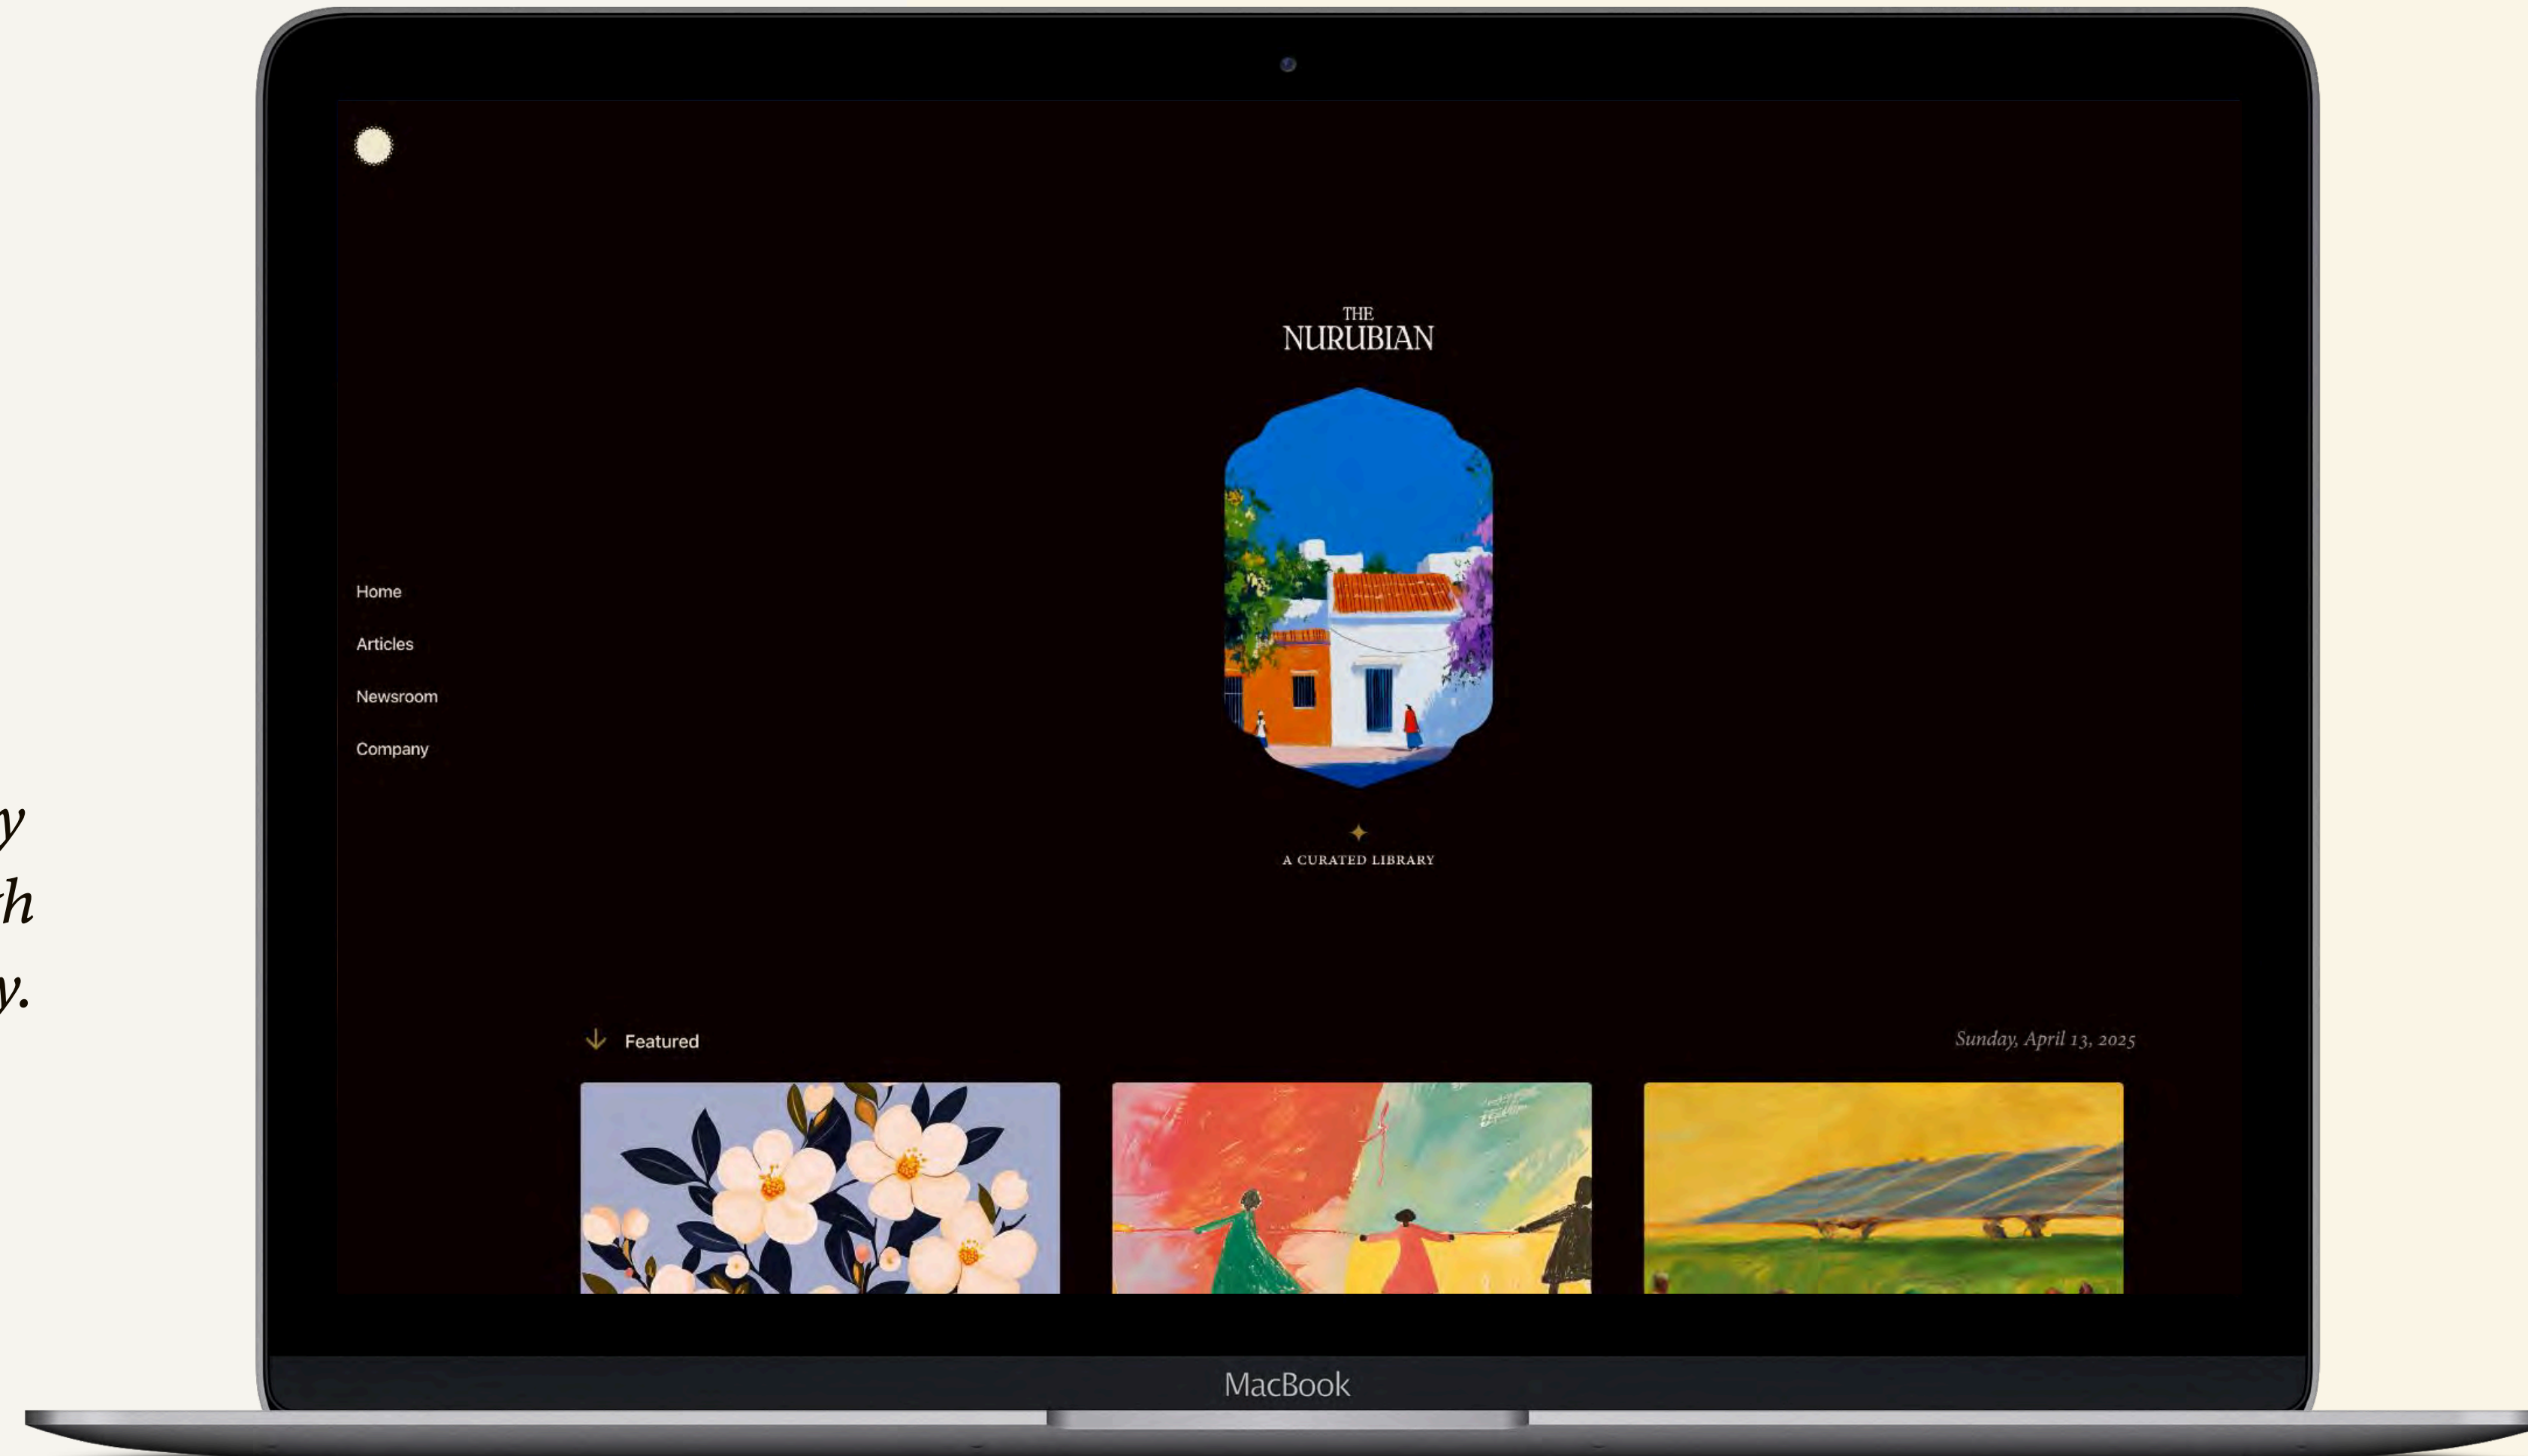 THE
NURUBIAN
Home
Articles
Newsroom
Company
A CURATED LIBRARY
Featured
Sunday, April 13, 2025
MacBook